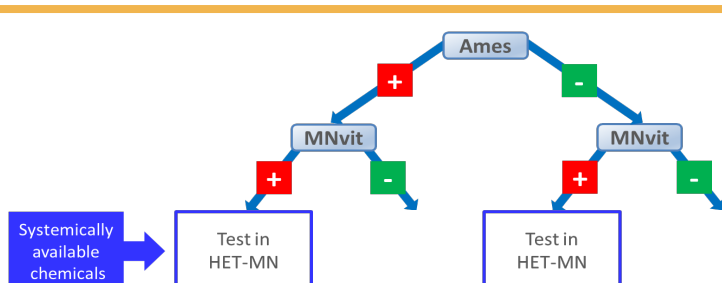 Ames
+
-
MNvit
MNvit
+
-
+
-
Systemically
available
chemicals
Test in
HET-MN
Test in
HET-MN